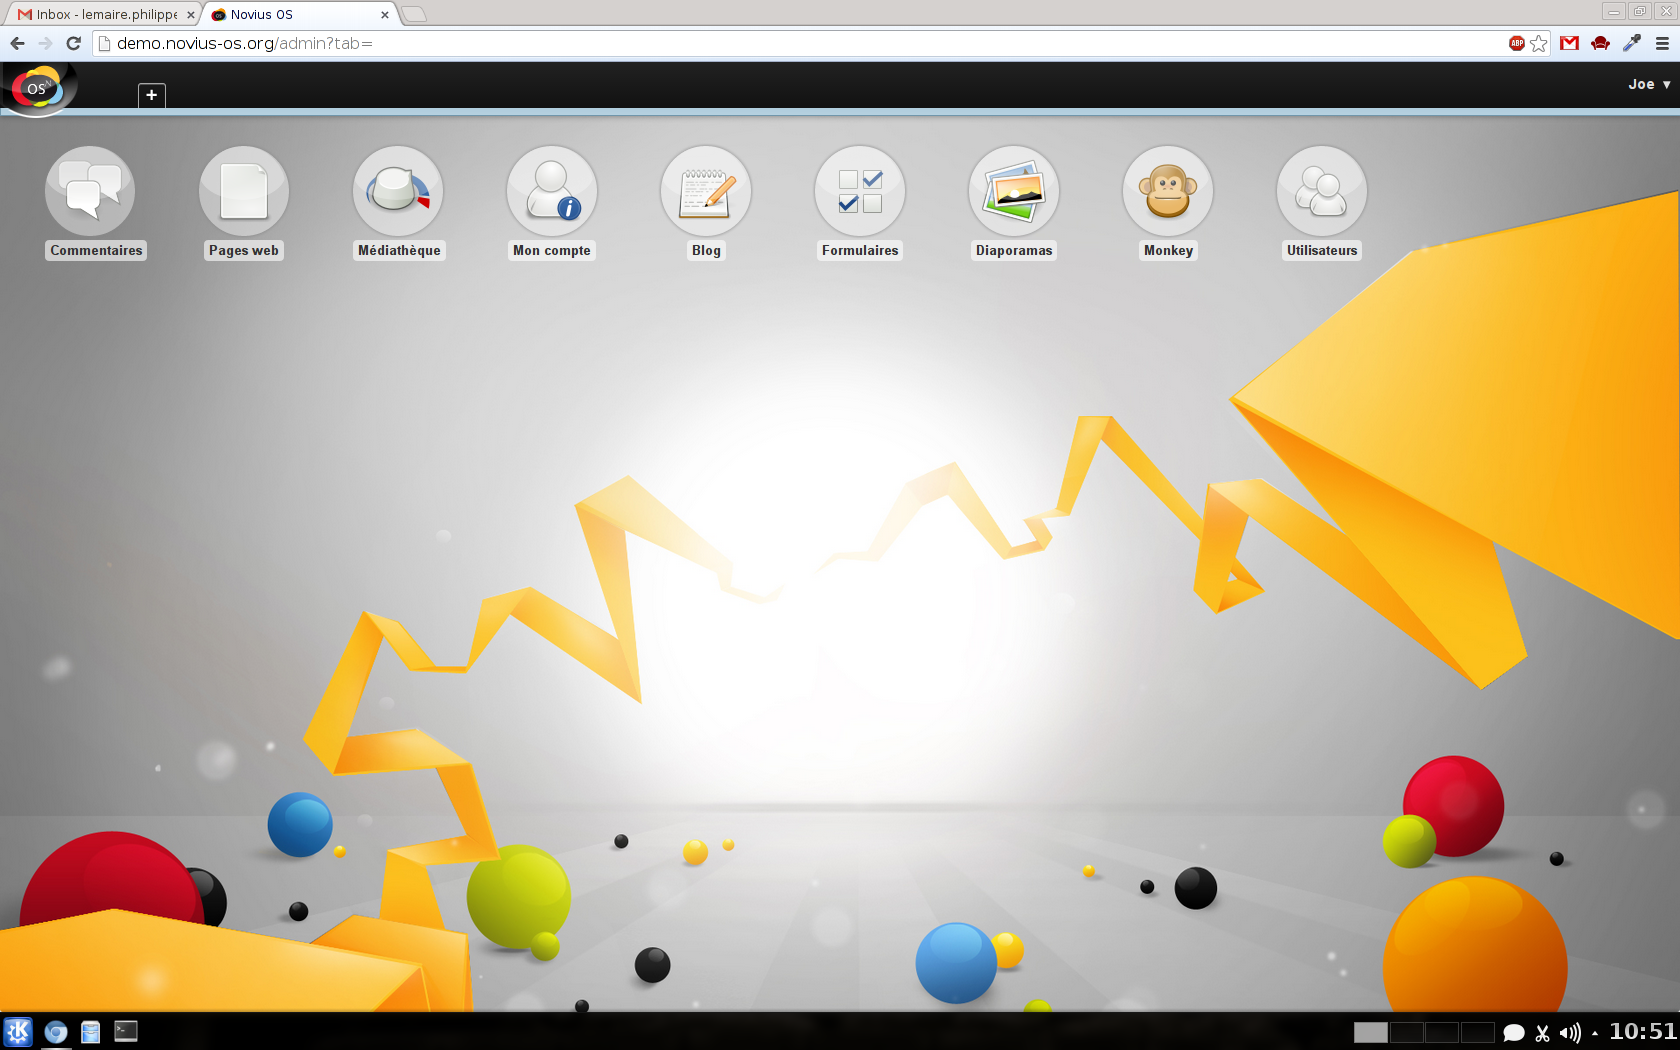 Inbox - lemaire.philippe
Novius OS
demo.novius-os.org/admin?tab=
ABP
OS N
+
Joe ▼
Commentaires
Pages web
Médiathèque
Mon compte
Blog
Formulaires
Diaporamas
Monkey
Utilisateurs
10:51